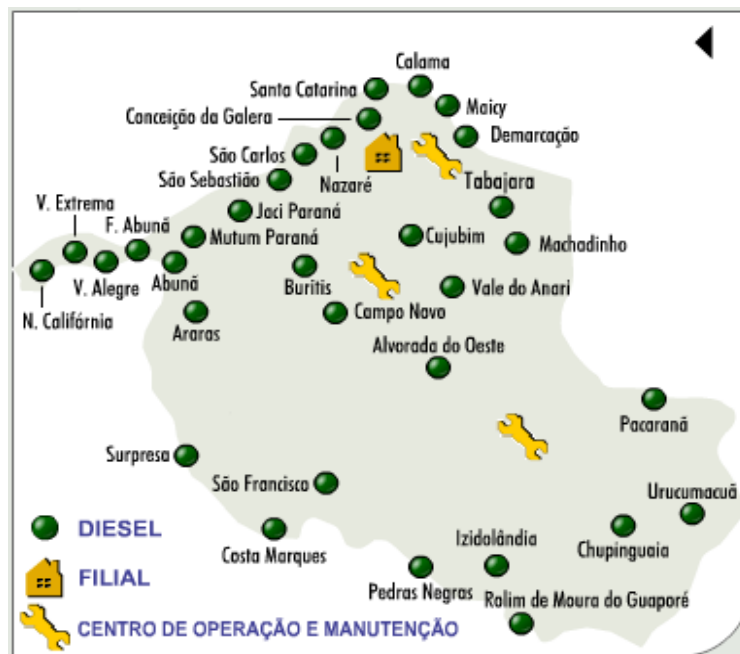 Calama
Santa Catarina
Maicy
Conceição da Galera
Demarcação
São Carlos
Nazaré
São Sebastião
Tabajara
V. Extrema
F. Abunã
Jaci Paraná
Mutum Paraná
Cujubim
Machadinho
N. Califórnia
V. Alegre
Abunã
Buritis
Vale do Anari
Araras
Campo Novo
Alvorada do Oeste
Pacaranã
Surpresa
São Francisco
Urucumacuã
DIESEL
Costa Marques
Izidolândia
Chupinguaia
FILIAL
Pedras Negras
Rolim de Moura do Guaporé
CENTRO DE OPERAÇÃO E MANUTENÇÃO